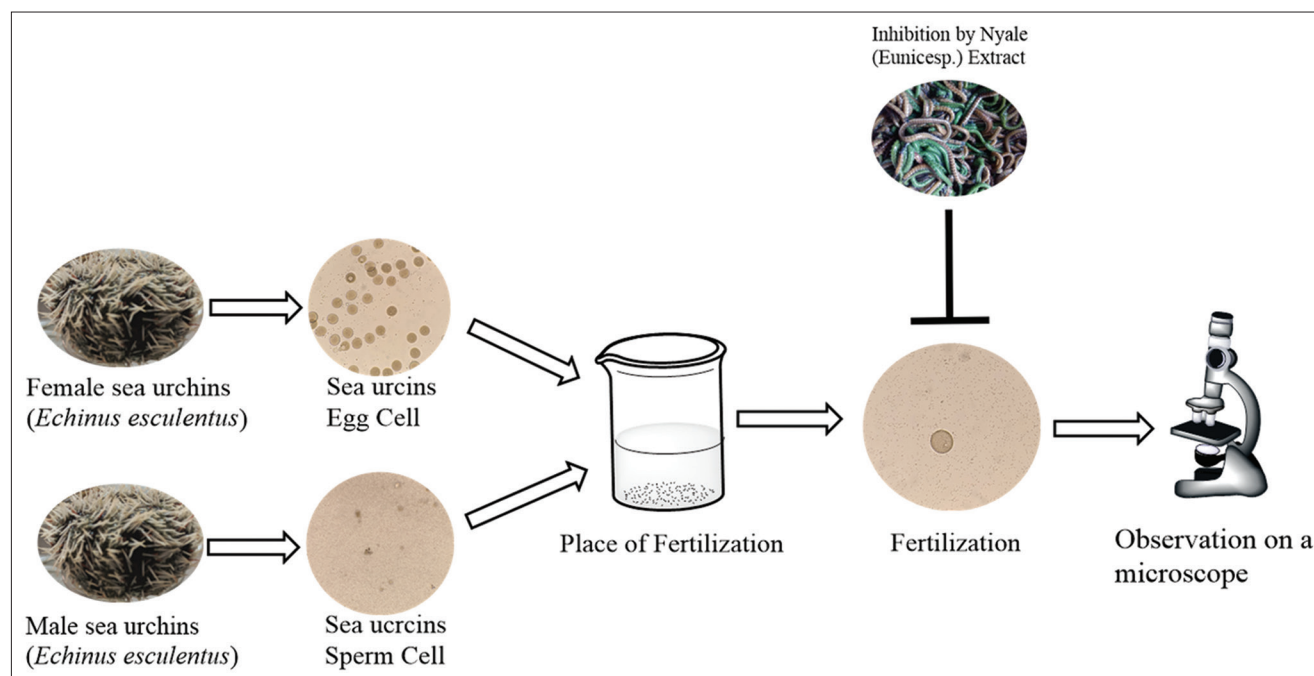 Inhibition by Nyale
(Eunicesp.) Extract
Female sea urchins
(Echinus esculentus)
Sea urcins
Egg Cell
Male sea urchins
(Echinus esculentus)
Sea ucrcins
Sperm Cell
Place of Fertilization
Fertilization
Observation on a
microscope